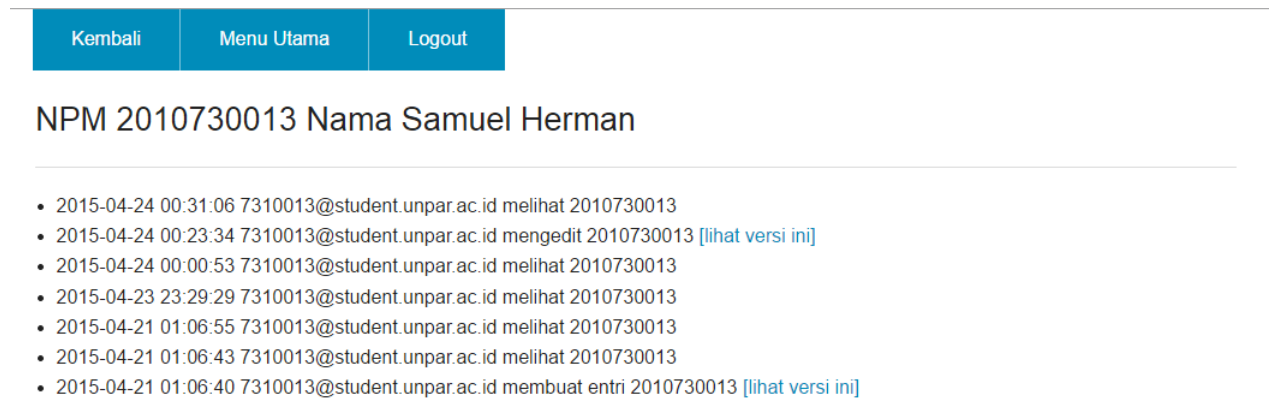 Kembali Menu Utama Logout
NPM 2010730013 Nama Samuel Herman
• 2015-04-24 00:31:06 7310013@student.unpar.ac.id melihat 2010730013
• 2015-04-24 00:23:34 7310013@student.unpar.ac.id mengedit 2010730013 [lihat versi ini]
• 2015-04-24 00:00:53 7310013@student.unpar.ac.id melihat 2010730013
• 2015-04-23 23:29:29 7310013@student.unpar.ac.id melihat 2010730013
• 2015-04-21 01:06:55 7310013@student.unpar.ac.id melihat 2010730013
• 2015-04-21 01:06:43 7310013@student.unpar.ac.id melihat 2010730013
• 2015-04-21 01:06:40 7310013@student.unpar.ac.id membuat entri 2010730013 [lihat versi ini]